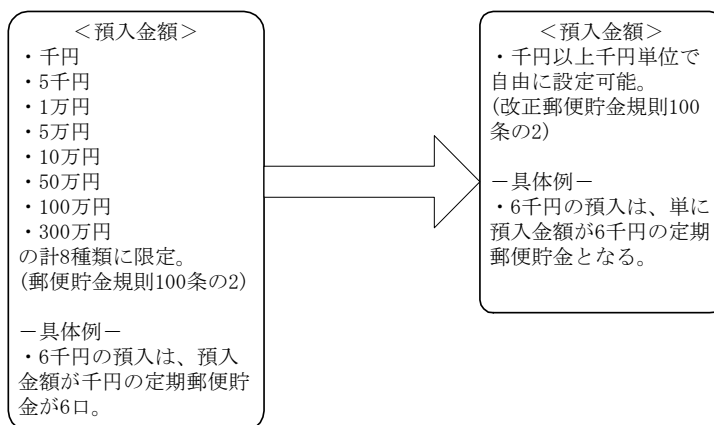 ＜預入金額＞
・千円
・5千円
・1万円
・5万円
・10万円
・50万円
・100万円
・300万円
の計8種類に限定。
(郵便貯金規則100条の2)
－具体例－
・6千円の預入は、預入
金額が千円の定期郵便貯
金が6口。
＜預入金額＞
・千円以上千円単位で
自由に設定可能。
(改正郵便貯金規則100
条の2)
－具体例－
・6千円の預入は、単に
預入金額が6千円の定期
郵便貯金となる。